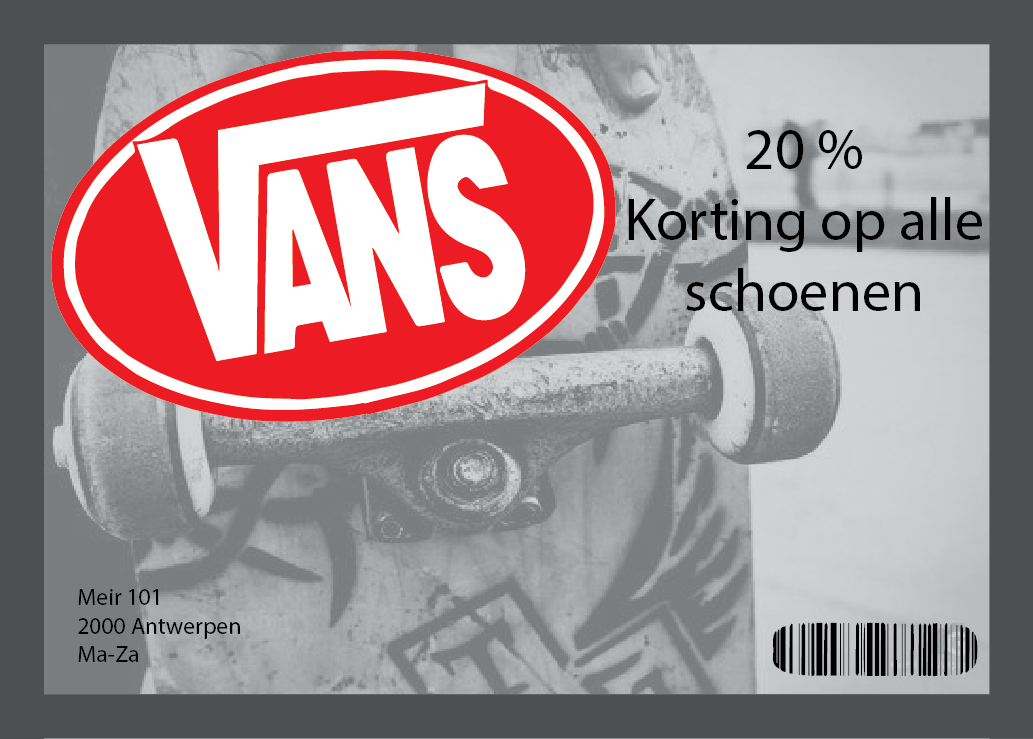 VANS
20 %
Korting op alle
schoenen
Meir 101
2000 Antwerpen
Ma-Za